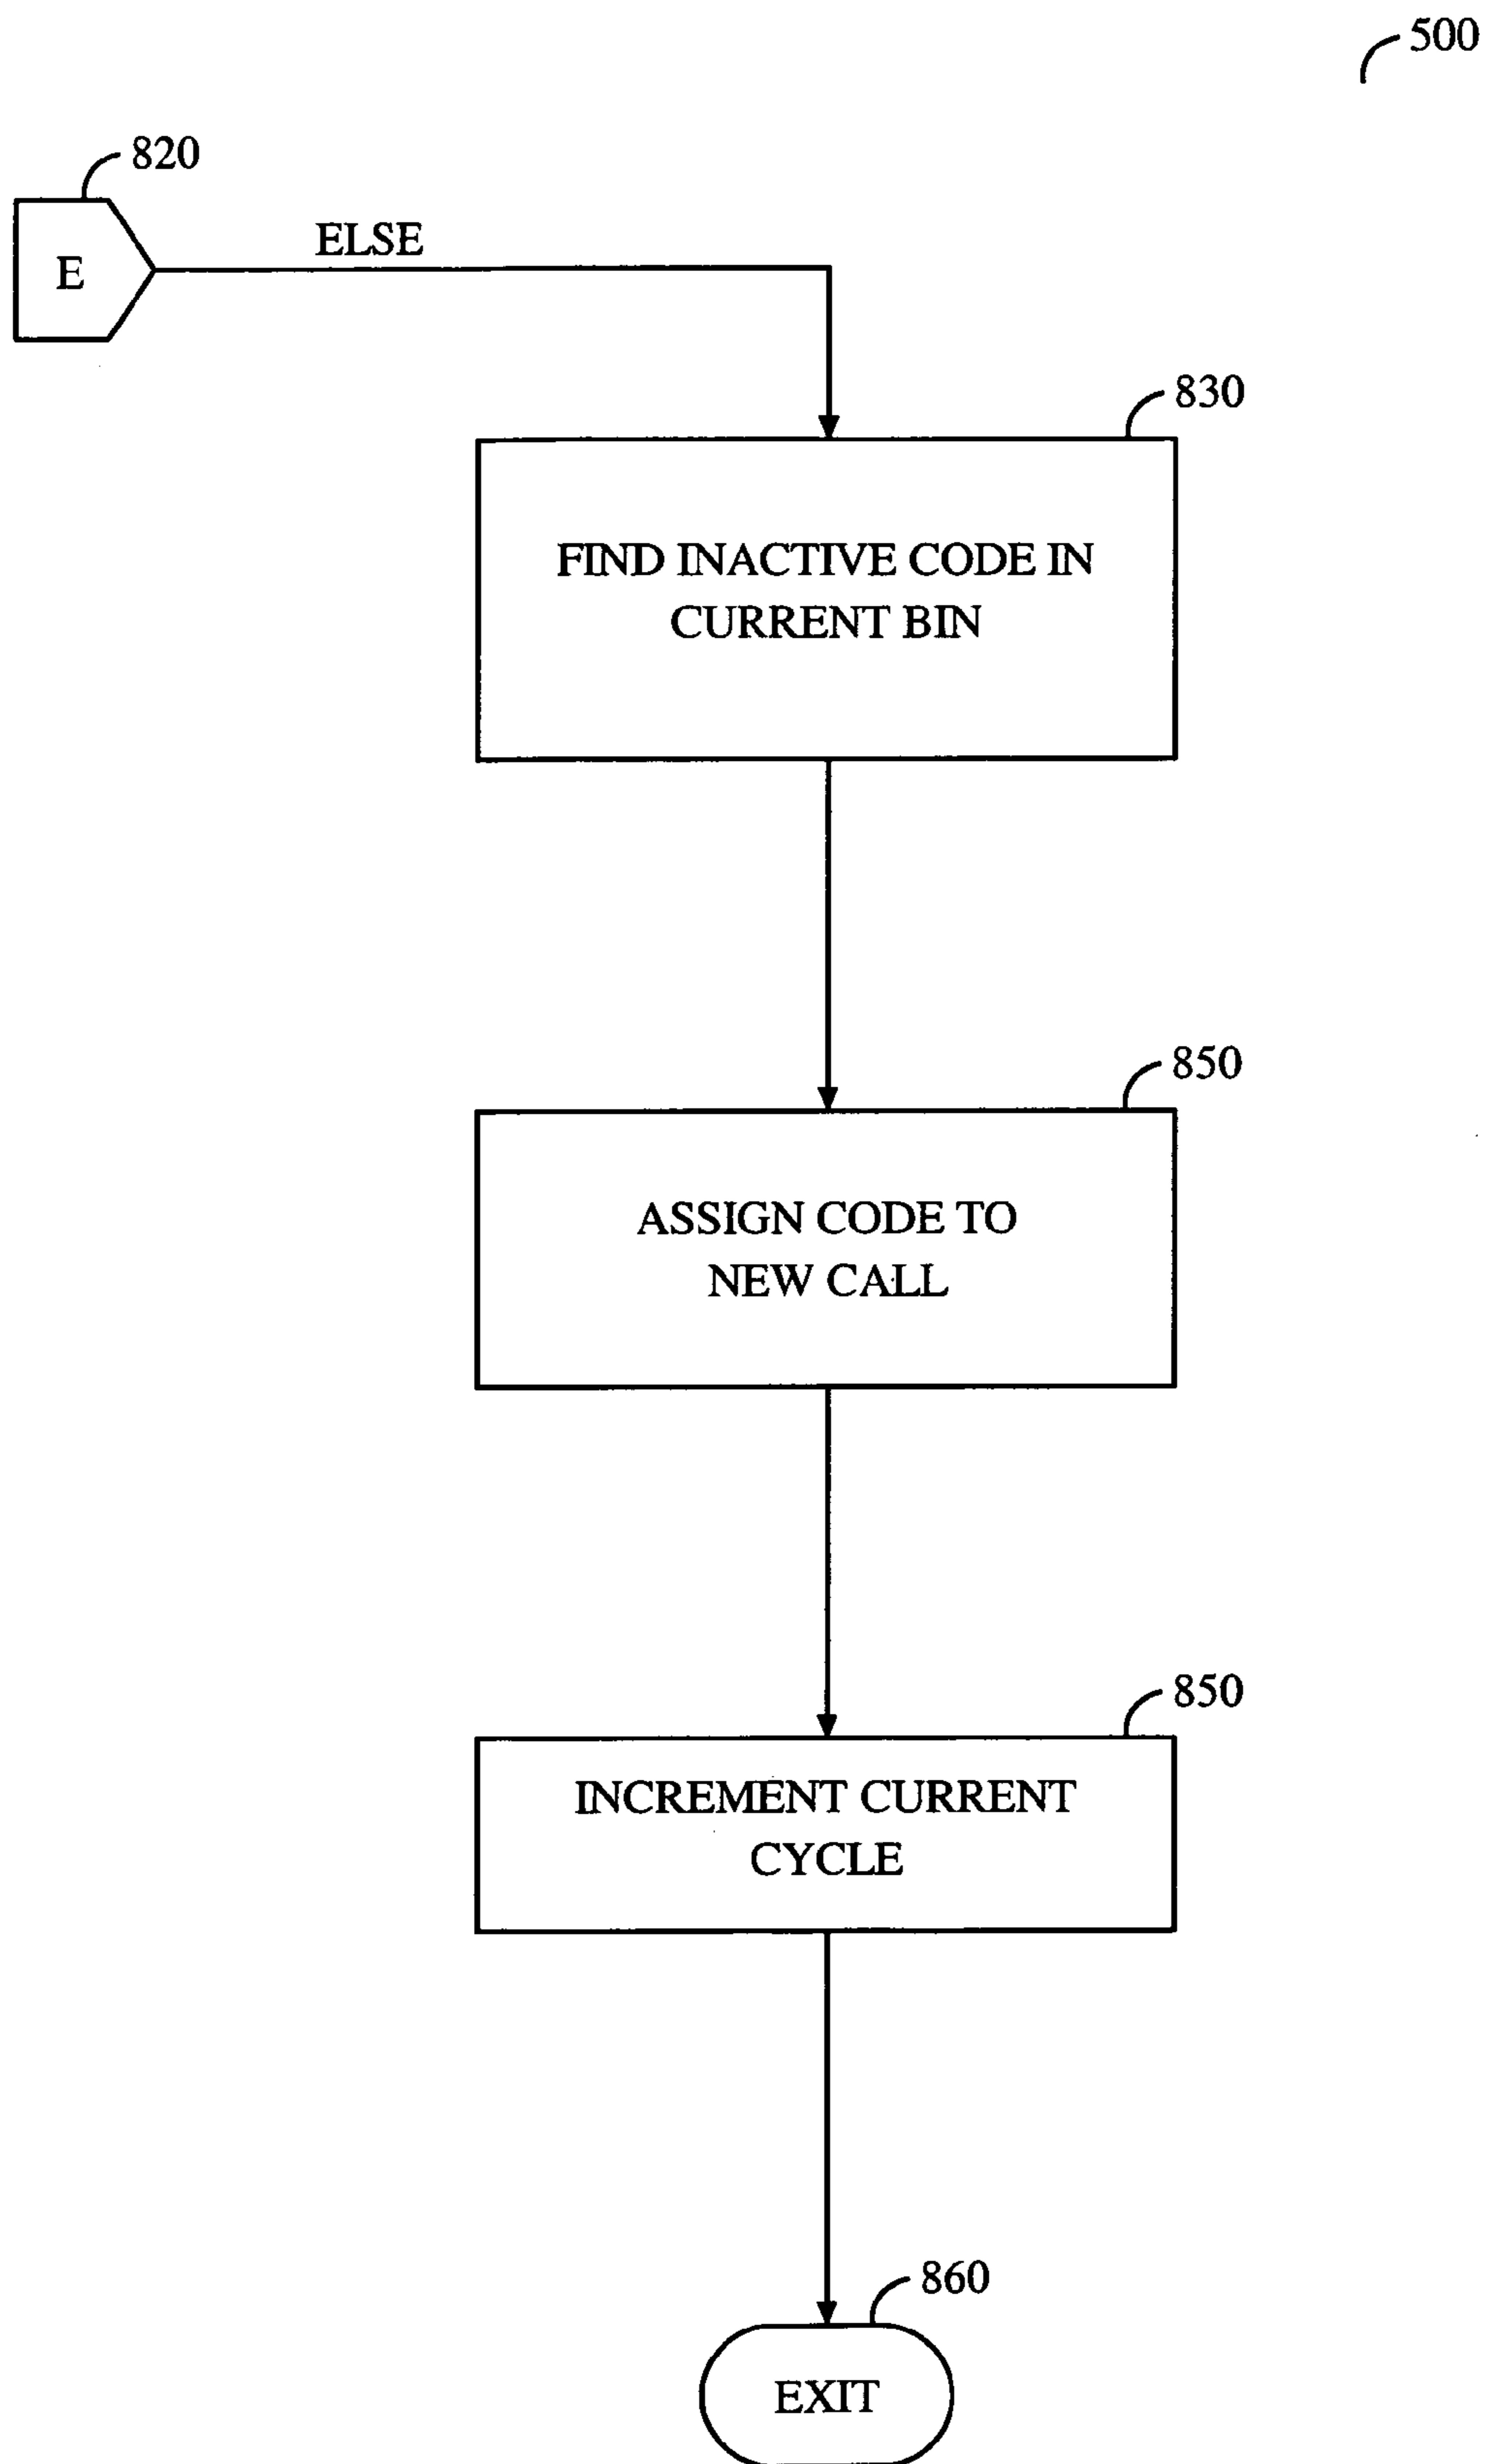 500
820
E
ELSE
830
FIND INACTIVE CODE IN
CURRENT BIN
850
ASSIGN CODE TO
NEW CALL
850
INCREMENT CURRENT
CYCLE
860
EXIT